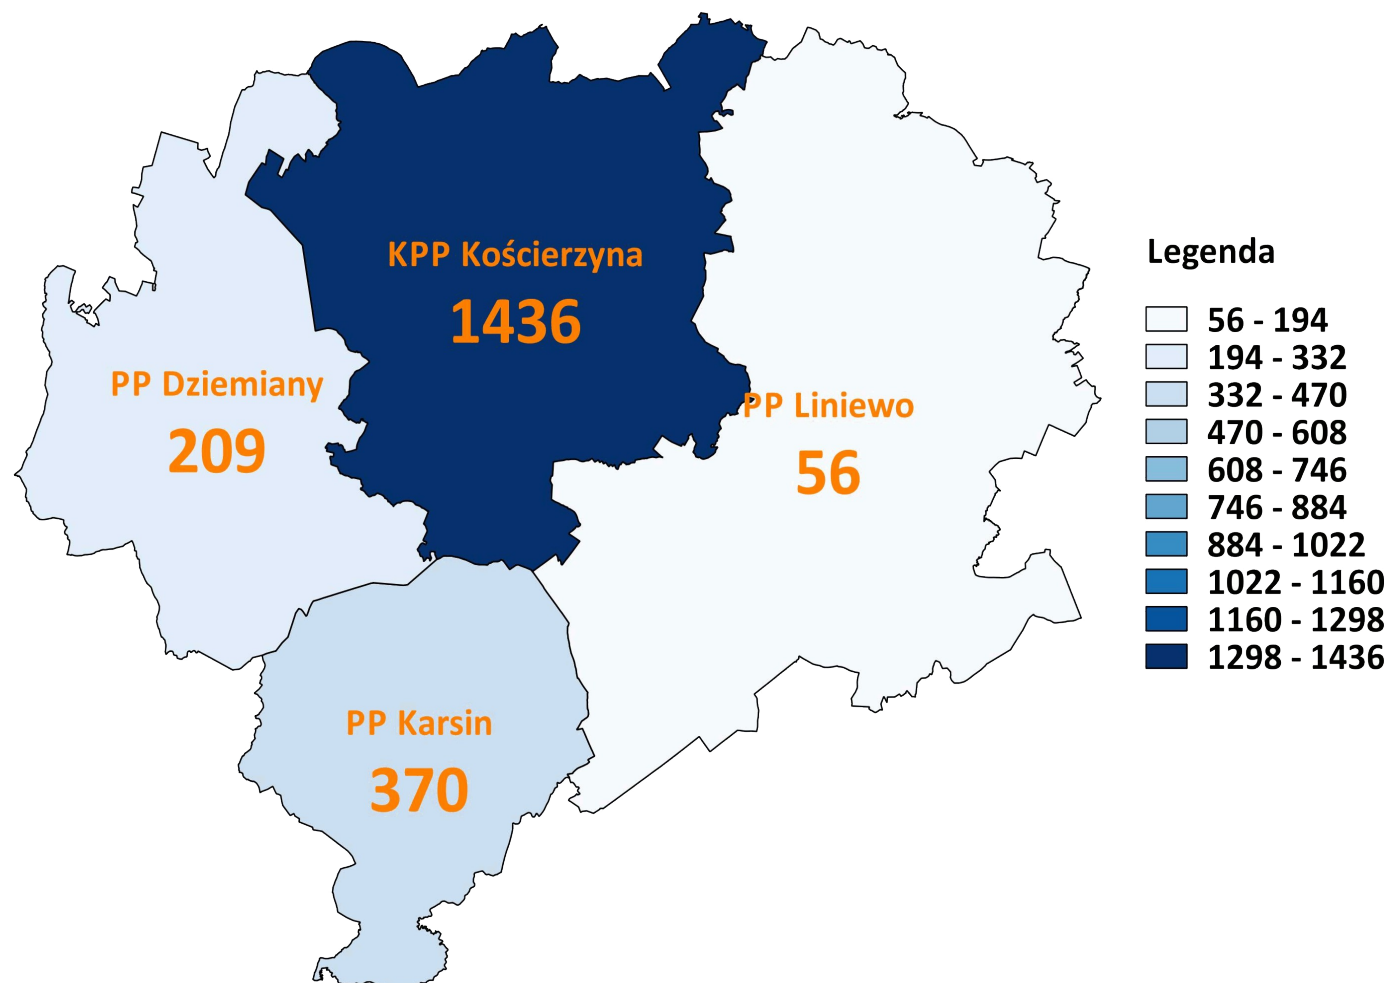 KPP Kościerzyna
1436
PP Dziemiany
209
PP Liniewo
56
PP Karsin
370
Legenda
56 - 194
194 - 332
332 - 470
470 - 608
608 - 746
746 - 884
884 - 1022
1022 - 1160
1160 - 1298
1298 - 1436